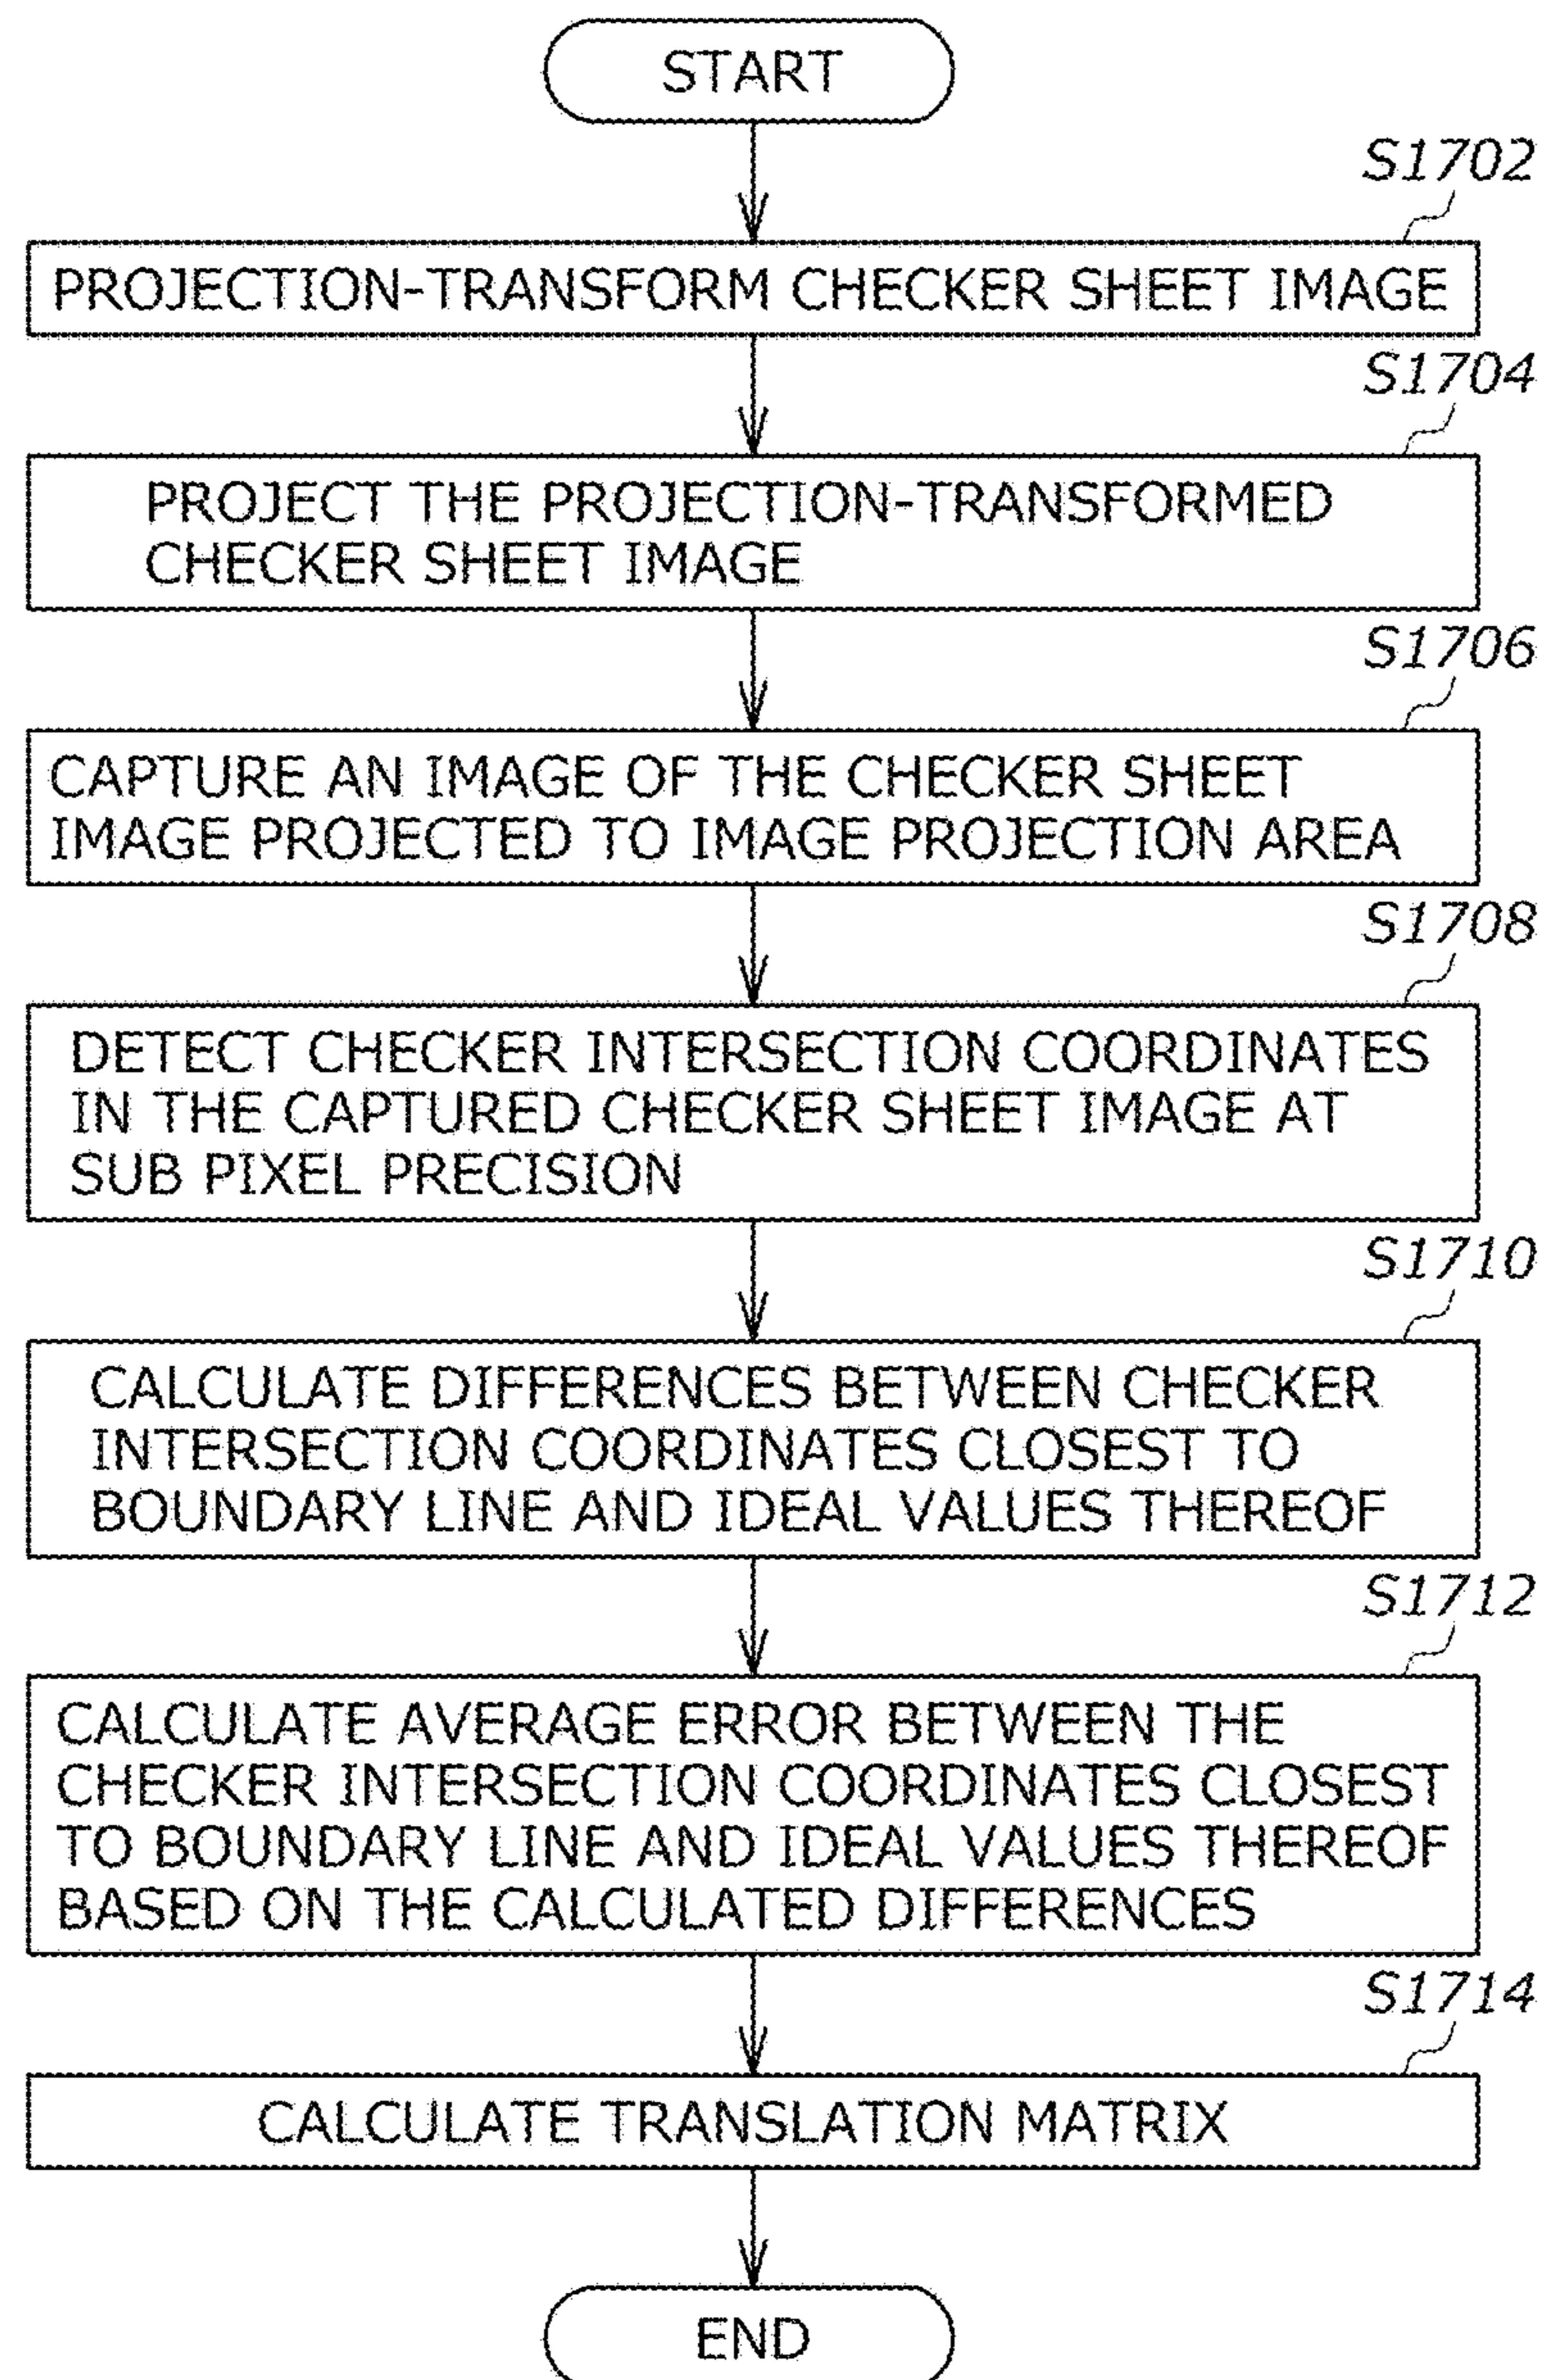 START
S1702
PROJECTION-TRANSFORM CHECKER SHEET IMAGE
S1704
PROJECT THE PROJECTION-TRANSFORMED
CHECKER SHEET IMAGE
S1706
CAPTURE AN IMAGE OF THE CHECKER SHEET
IMAGE PROJECTED TO IMAGE PROJECTION AREA
S1708
DETECT CHECKER INTERSECTION COORDINATES
IN THE CAPTURED CHECKER SHEET IMAGE AT
SUB PIXEL PRECISION
S1710
CALCULATE DIFFERENCES BETWEEN CHECKER
INTERSECTION COORDINATES CLOSEST TO
BOUNDARY LINE AND IDEAL VALUES THEREOF
S1712
CALCULATE AVERAGE ERROR BETWEEN THE
CHECKER INTERSECTION COORDINATES CLOSEST
TO BOUNDARY LINE AND IDEAL VALUES THEREOF
BASED ON THE CALCULATED DIFFERENCES
S1714
CALCULATE TRANSLATION MATRIX
END